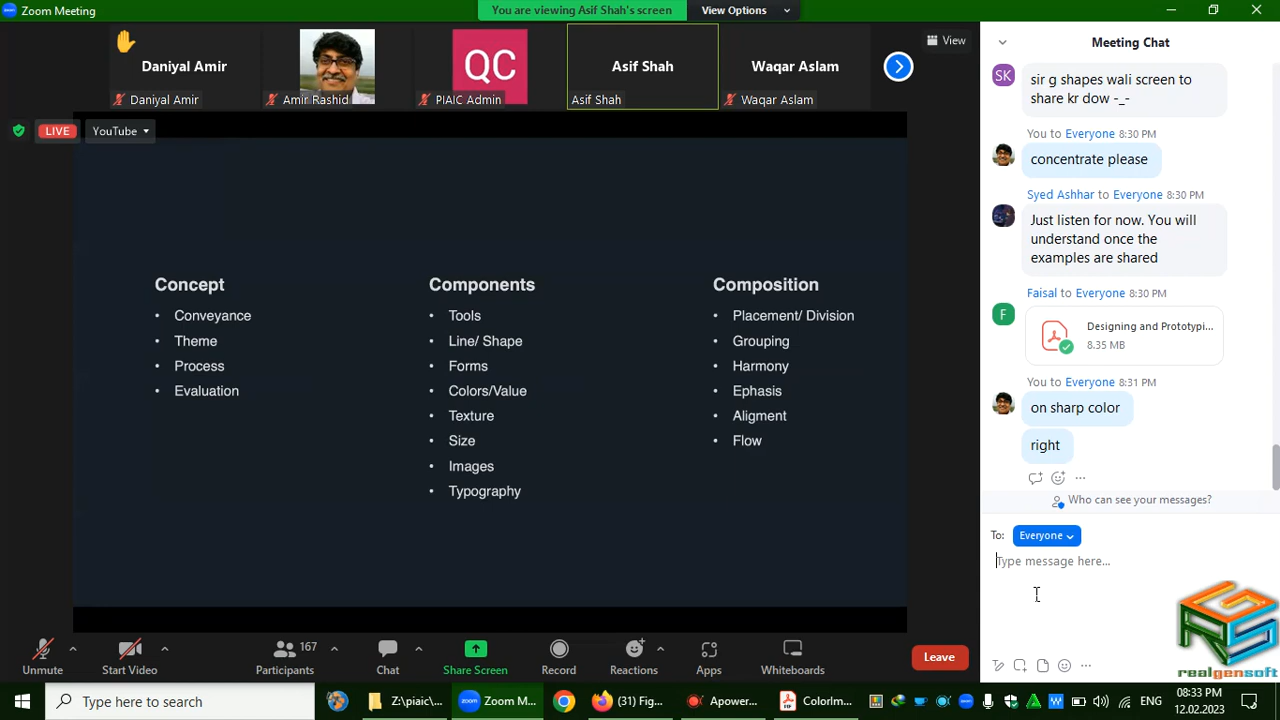 Zoom Meeting
You are viewing Asif Shah's screen
View Options
Daniyal Amir
Daniyal Amir
Amir Rashid
QC
PIAIC Admin
Asif Shah
Asif Shah
Waqar Aslam
Waqar Aslam
View
LIVE
YouTube
Concept
• Conveyance
• Theme
• Process
• Evaluation
Components
• Tools
• Line/ Shape
• Forms
• Colors/Value
• Texture
• Size
• Images
• Typography
Composition
• Placement/ Division
• Grouping
• Harmony
• Ephasis
• Aligment
• Flow
Meeting Chat
SK
sir g shapes wali screen to
share kr dow -_-
You to Everyone 8:30 PM
concentrate please
Syed Ashhar to Everyone 8:30 PM
Just listen for now. You will
understand once the
examples are shared
Faisal to Everyone 8:30 PM
F
Designing and Prototypi...
8.35 MB
You to Everyone 8:31 PM
on sharp color
right
Who can see your messages?
To: Everyone
Type message here...
realgensoft
Unmute
Start Video
167
Participants
Chat
Share Screen
Record
Reactions
Apps
Whiteboards
Leave
Type here to search
Z:\piaic\...
Zoom M...
(31) Fig...
Apower...
ColorIm...
ENG
08:33 PM
12.02.2023